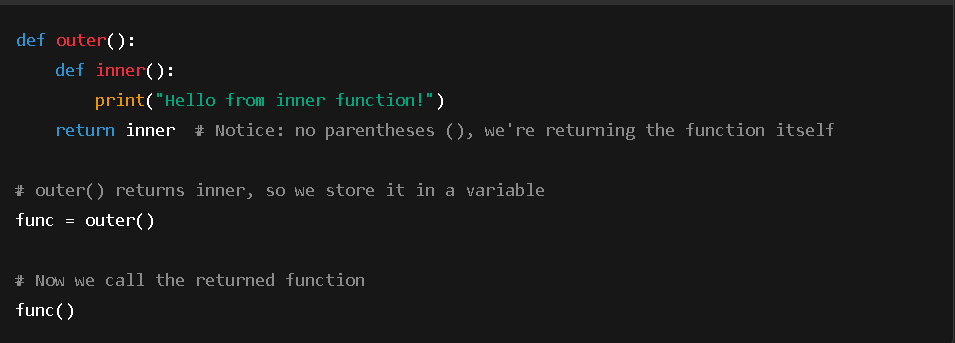 def outer():
    def inner():
        print("Hello from inner function!")
    return inner  # Notice: no parentheses (), we're returning the function itself

# outer() returns inner, so we store it in a variable
func = outer()

# Now we call the returned function
func()